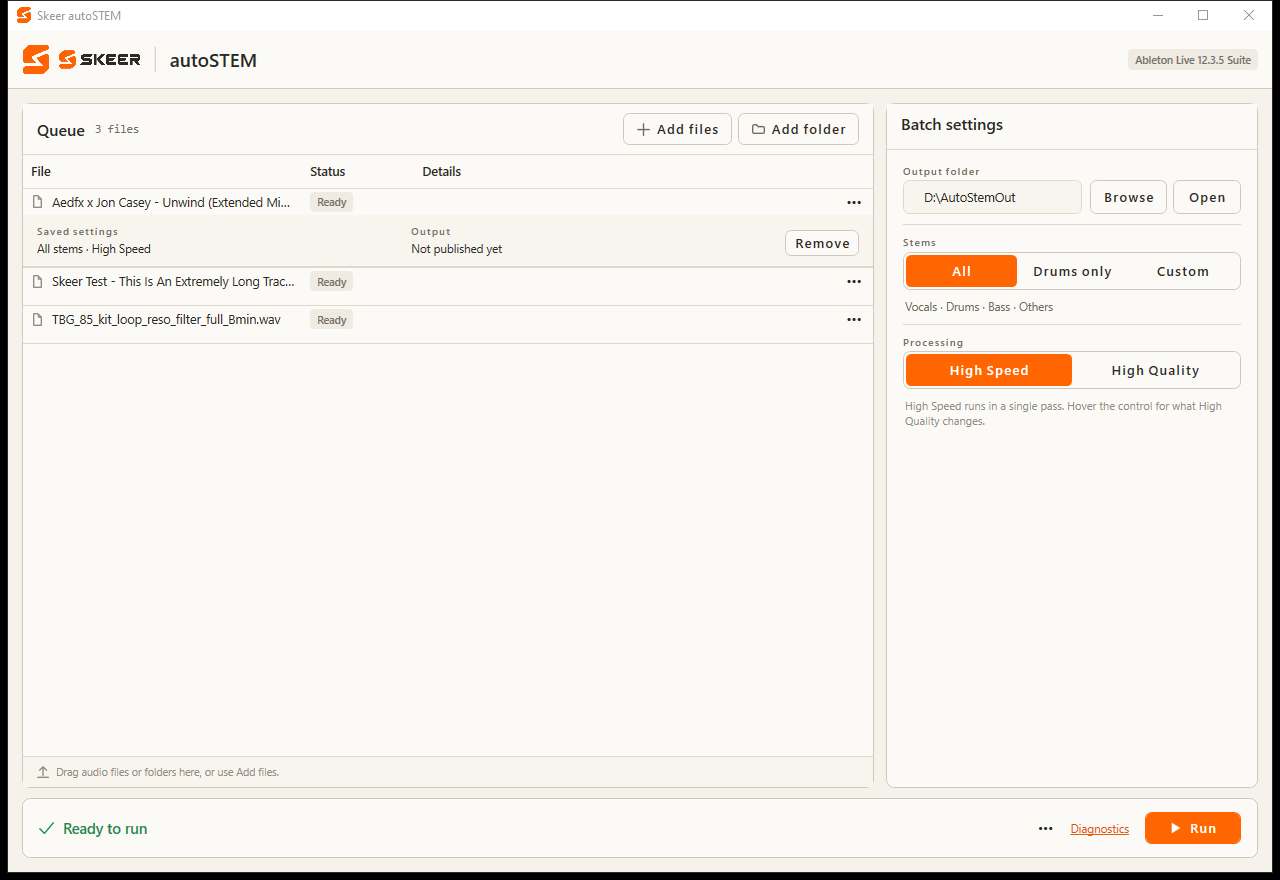 Skeer autoSTEM
SKEER autoSTEM
Ableton Live 12.3.5 Suite
Queue 3 files
Add files
Add folder
File Status Details
Aedfx x Jon Casey - Unwind (Extended Mi... Ready
Saved settings
All stems · High Speed
Output
Not published yet
Remove
Skeer Test - This Is An Extremely Long Trac... Ready
TBG_85_kit_loop_reso_filter_full_Bmin.wav Ready
Drag audio files or folders here, or use Add files.
Batch settings
Output folder
D:\AutoStemOut Browse Open
Stems
All Drums only Custom
Vocals · Drums · Bass · Others
Processing
High Speed High Quality
High Speed runs in a single pass. Hover the control for what High
Quality changes.
Ready to run
Diagnostics
Run